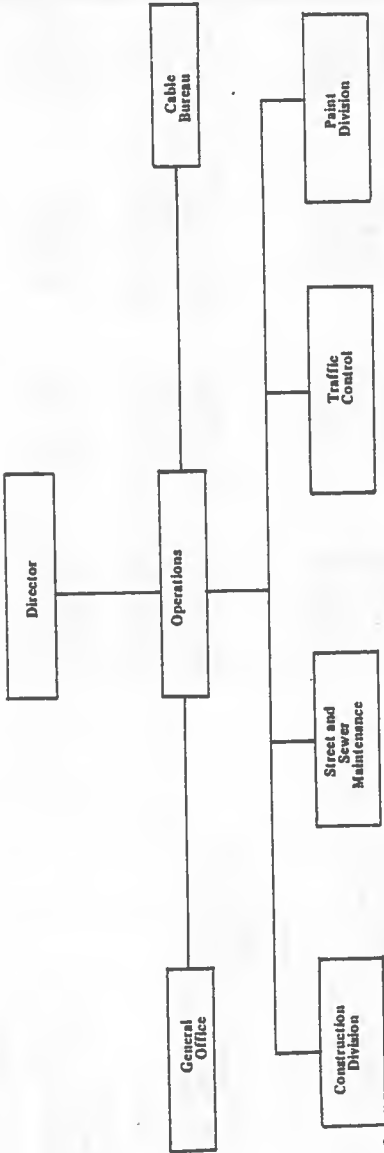 Director
General
Office
Operations
Cable
Bureau
Construction
Division
Street and
Sewer
Maintenance
Traffic
Control
Paint
Division